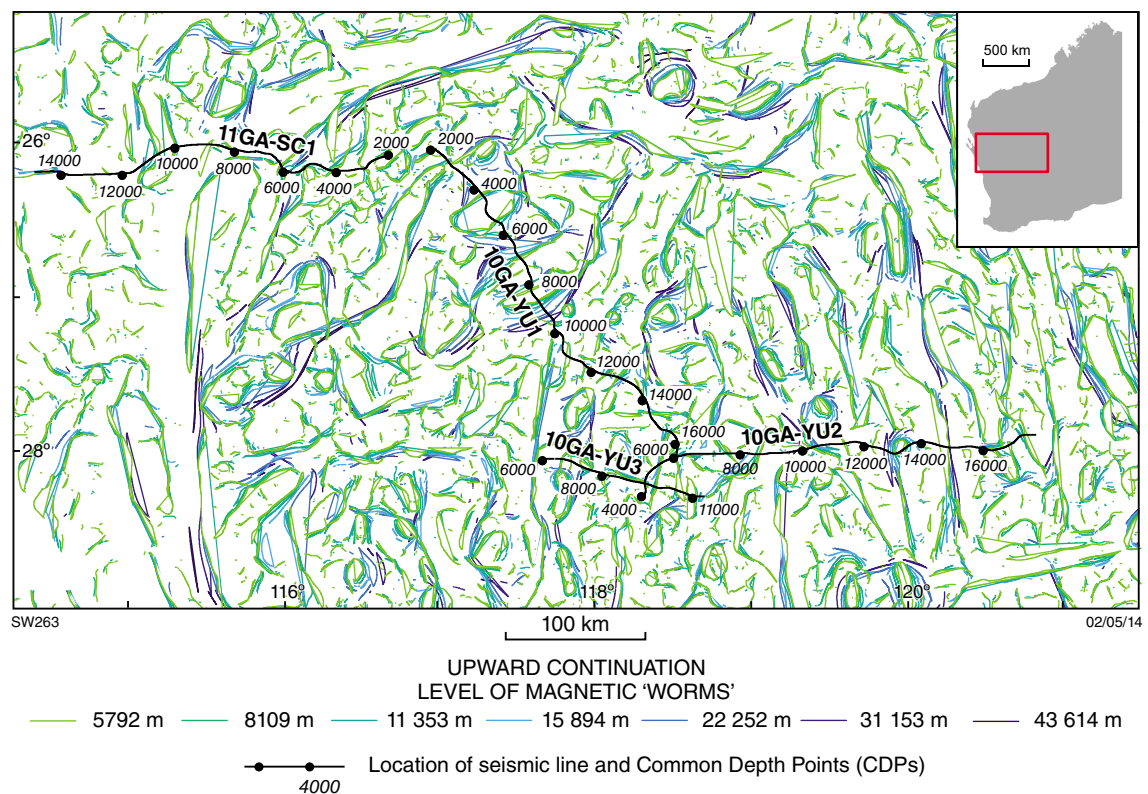 500 km
26°
11GA-SC1
2000
2000
14000
10000
8000
12000
6000
4000
4000
6000
10GA-YU1
8000
10000
12000
14000
16000
28°
10GA-YU3
6000
10GA-YU2
6000
8000
8000
10000
12000
14000
16000
4000
11000
116°
118°
120°
SW263
02/05/14
100 km
UPWARD CONTINUATION
LEVEL OF MAGNETIC ‘WORMS’
5792 m 8109 m 11 353 m 15 894 m 22 252 m 31 153 m 43 614 m
Location of seismic line and Common Depth Points (CDPs)
4000